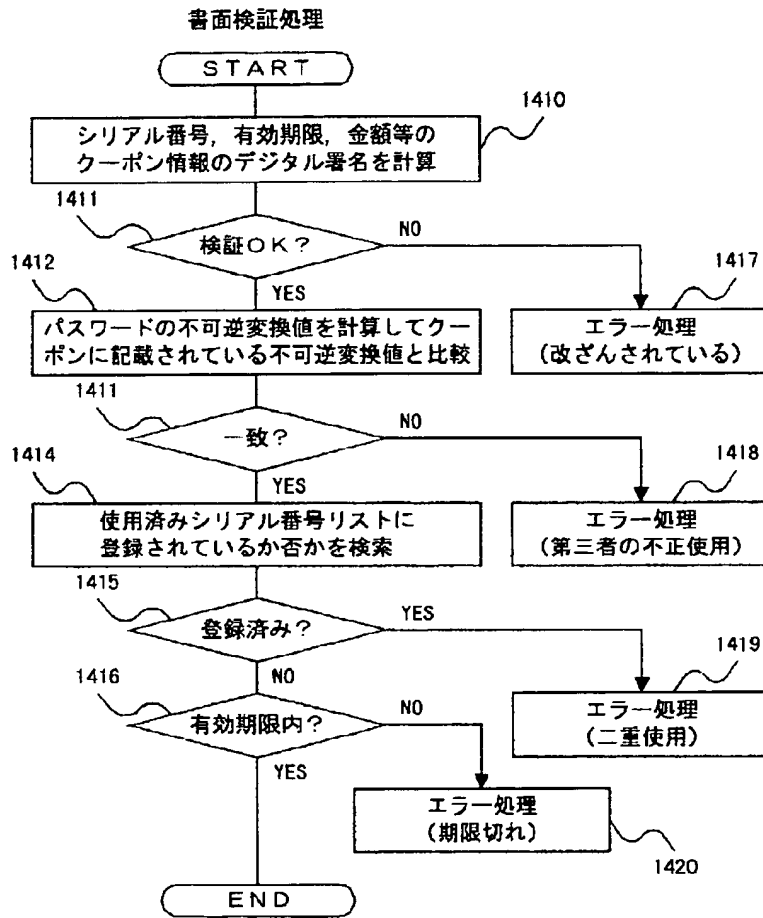 書面検証処理
START
1410
シリアル番号，有効期限，金額等の
クーポン情報のデジタル署名を計算
1411
検証OK？
NO
YES
1412
1417
パスワードの不可逆変換値を計算してクー
ポンに記載されている不可逆変換値と比較
エラー処理
(改ざんされている)
1411
一致？
NO
YES
1414
1418
使用済みシリアル番号リストに
登録されているか否かを検索
エラー処理
(第三者の不正使用)
1415
登録済み？
YES
NO
1419
エラー処理
(二重使用)
1416
有効期限内？
NO
YES
エラー処理
(期限切れ)
1420
END